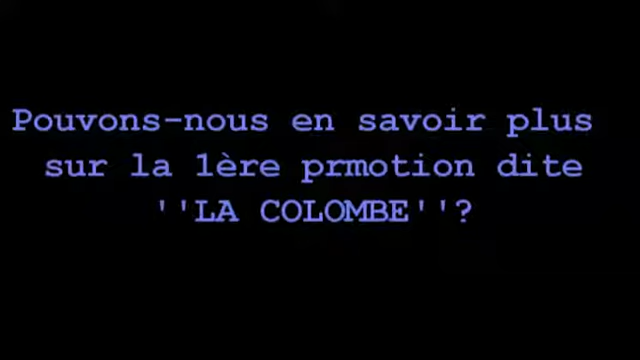 Pouvons-nous en savoir plus
sur la 1ère prmotion dite
''LA COLOMBE''?